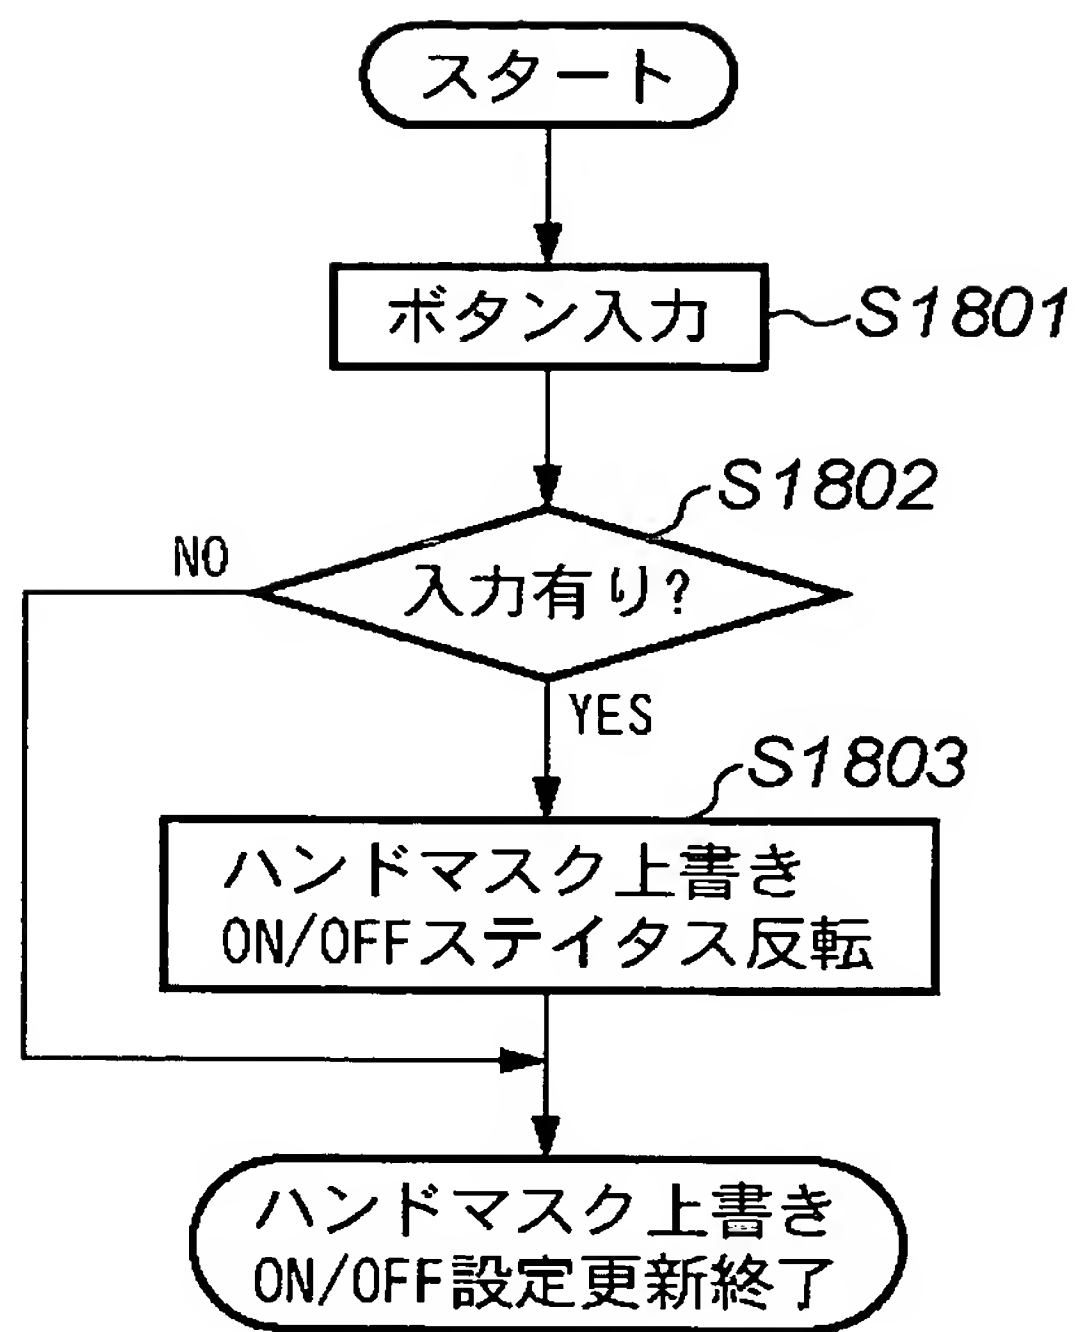 スタート
ボタン入力
S1801
S1802
NO
入力有り?
YES
S1803
ハンドマスク上書き
ON/OFFステイタス反転
ハンドマスク上書き
ON/OFF設定更新終了